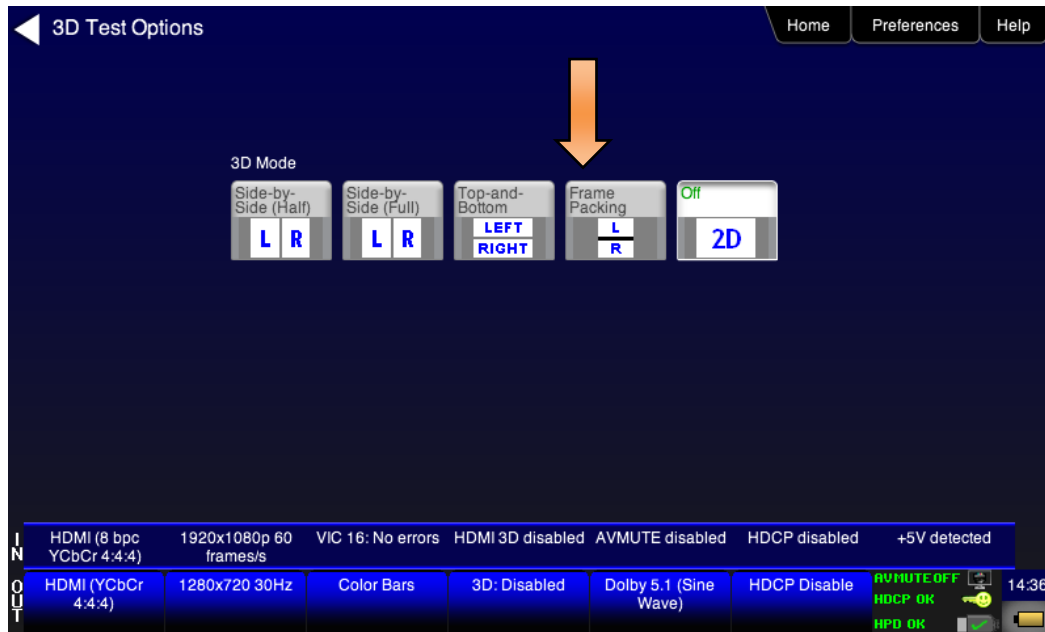 3D Test Options
Home
Preferences
Help
3D Mode
Side-by-
Side (Half)
L R
Side-by-
Side (Full)
L R
Top-and-
Bottom
LEFT
RIGHT
Frame
Packing
L
R
Off
2D
IN
HDMI (8 bpc
YCbCr 4:4:4)
1920x1080p 60
frames/s
VIC 16: No errors
HDMI 3D disabled
AVMUTE disabled
HDCP disabled
+5V detected
OUT
HDMI (YCbCr
4:4:4)
1280x720 30Hz
Color Bars
3D: Disabled
Dolby 5.1 (Sine
Wave)
HDCP Disable
AVMUTEOFF
HDCP OK
HPD OK
14:36